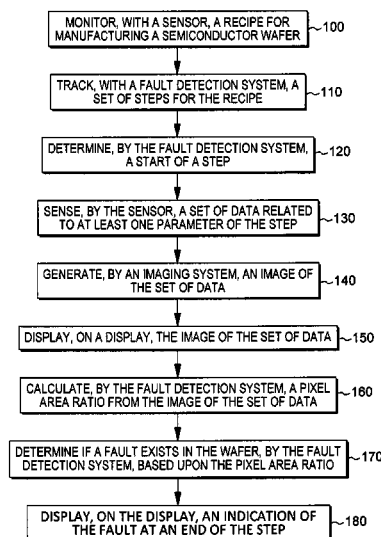 MONITOR, WITH A SENSOR, A RECIPE FOR
MANUFACTURING A SEMICONDUCTOR WAFER
100
TRACK, WITH A FAULT DETECTION SYSTEM, A
SET OF STEPS FOR THE RECIPE
110
DETERMINE, BY THE FAULT DETECTION SYSTEM,
A START OF A STEP
120
SENSE, BY THE SENSOR, A SET OF DATA RELATED
TO AT LEAST ONE PARAMETER OF THE STEP
130
GENERATE, BY AN IMAGING SYSTEM, AN IMAGE OF
THE SET OF DATA
140
DISPLAY, ON A DISPLAY, THE IMAGE OF THE SET OF DATA
150
CALCULATE, BY THE FAULT DETECTION SYSTEM, A PIXEL
AREA RATIO FROM THE IMAGE OF THE SET OF DATA
160
DETERMINE IF A FAULT EXISTS IN THE WAFER, BY THE FAULT
DETECTION SYSTEM, BASED UPON THE PIXEL AREA RATIO
170
DISPLAY, ON THE DISPLAY, AN INDICATION OF
THE FAULT AT AN END OF THE STEP
180